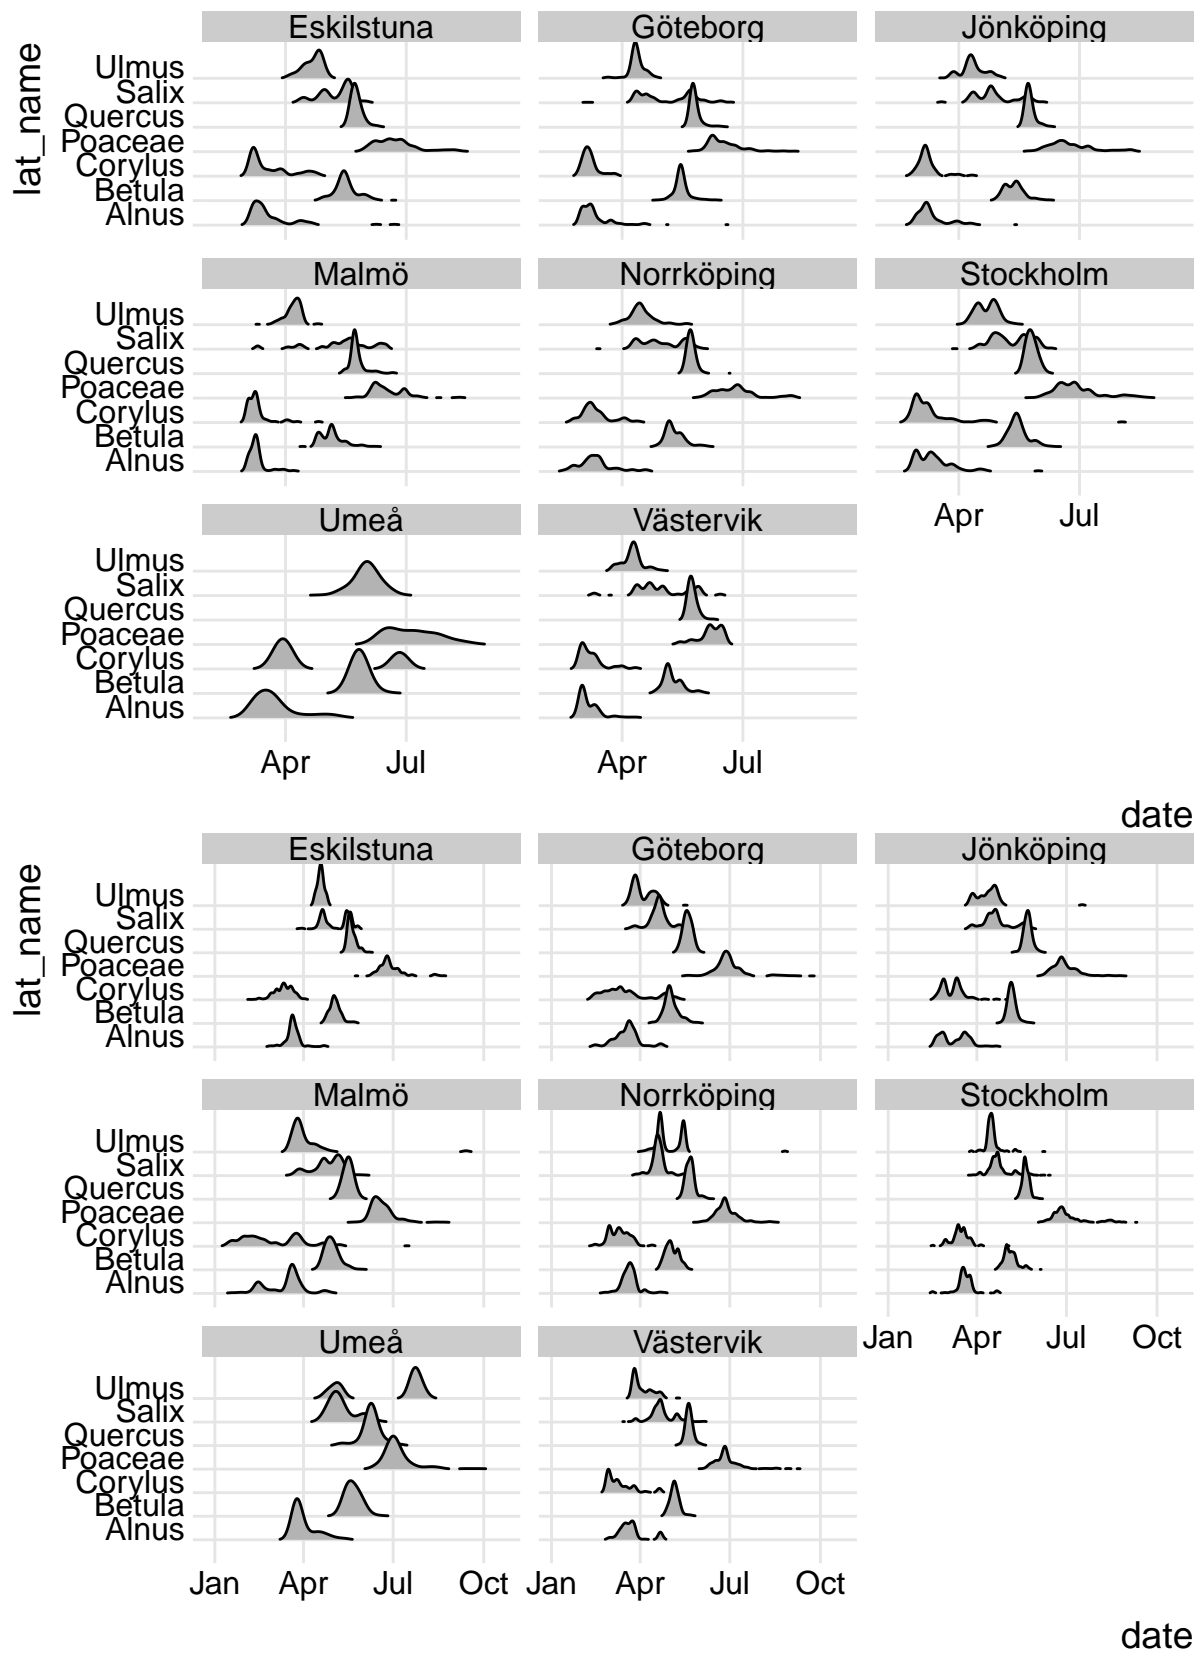 Eskilstuna Göteborg Jönköping
lat_name
Ulmus
Salix
Quercus
Poaceae
Corylus
Betula
Alnus
Malmö Norrköping Stockholm
Ulmus
Salix
Quercus
Poaceae
Corylus
Betula
Alnus
Apr Jul
Umeå Västervik
Ulmus
Salix
Quercus
Poaceae
Corylus
Betula
Alnus
Apr Jul Apr Jul
date
Eskilstuna Göteborg Jönköping
lat_name
Ulmus
Salix
Quercus
Poaceae
Corylus
Betula
Alnus
Malmö Norrköping Stockholm
Ulmus
Salix
Quercus
Poaceae
Corylus
Betula
Alnus
Jan Apr Jul Oct
Umeå Västervik
Ulmus
Salix
Quercus
Poaceae
Corylus
Betula
Alnus
Jan Apr Jul Oct Jan Apr Jul Oct
date